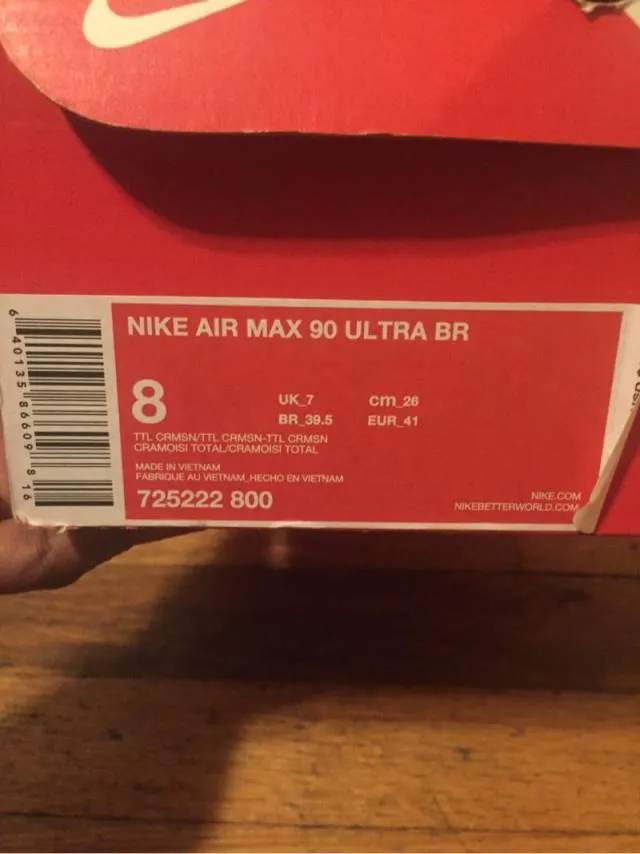 NIKE AIR MAX 90 ULTRA BR
8
UK_7 cm_26
BR_39.5 EUR_41
TTL CRMSN/TTL CRMSN-TTL CRMSN
CRAMOISI TOTAL/CRAMOISI TOTAL
MADE IN VIETNAM
FABRIQUE AU VIETNAM_HECHO EN VIETNAM
725222 800
NIKE.COM
NIKEBETTERWORLD.COM
6 40135 86609 8 16